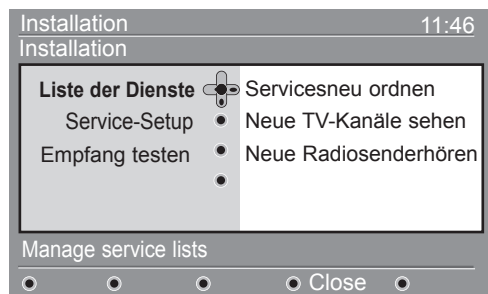 Installation 11:46
Installation
Liste der Dienste Servicesneu ordnen
Service-Setup Neue TV-Kanäle sehen
Empfang testen Neue Radiosenderhören
Manage service lists
Close